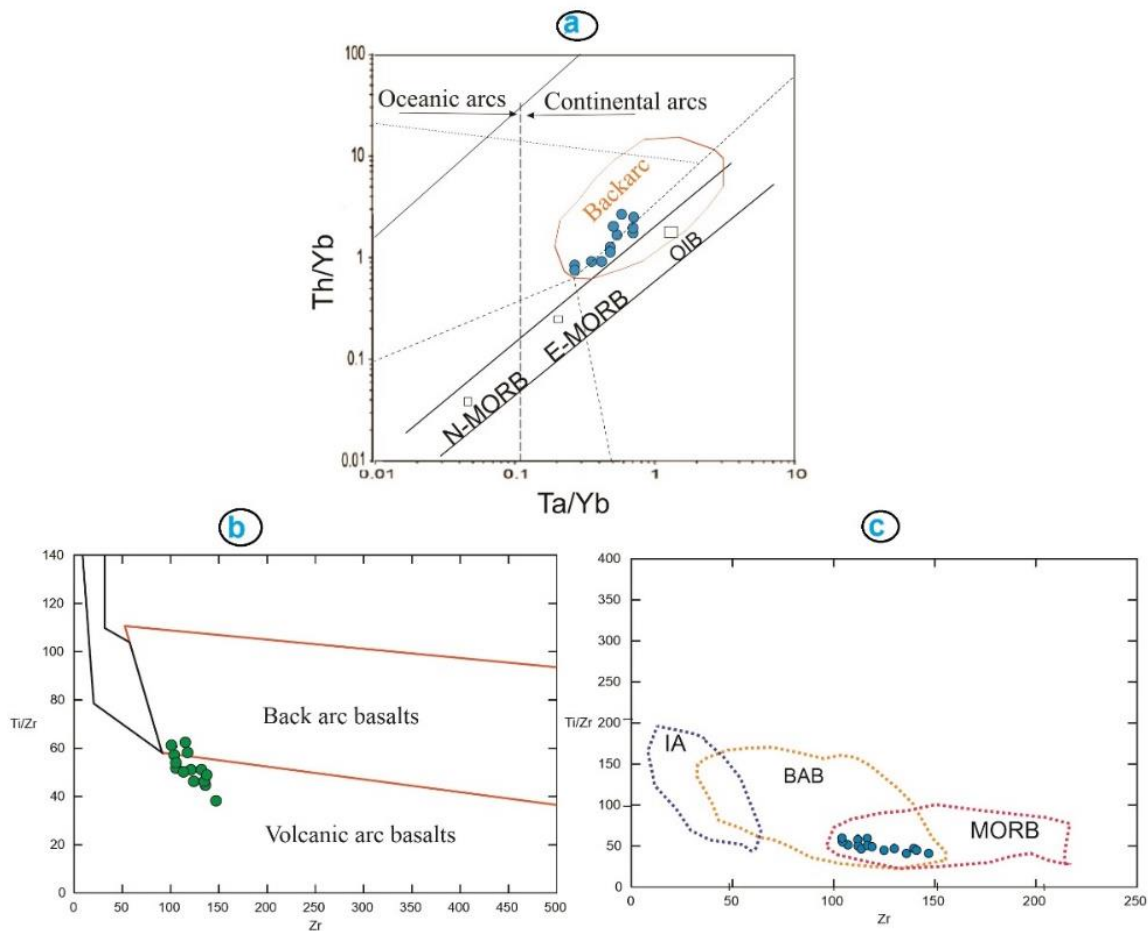 a
100
10
1
0.1
0.01
Th/Yb
Oceanic arcs
Continental arcs
Backarc
OIB
E-MORB
N-MORB
0.01
0.1
1
10
Ta/Yb
b
140
120
100
80
Ti/Zr
60
40
20
0
Back arc basalts
Volcanic arc basalts
0
50
100
150
200
250
300
350
400
450
500
Zr
c
400
350
300
250
Ti/Zr
200
150
100
50
0
IA
BAB
MORB
0
50
100
150
200
250
Zr